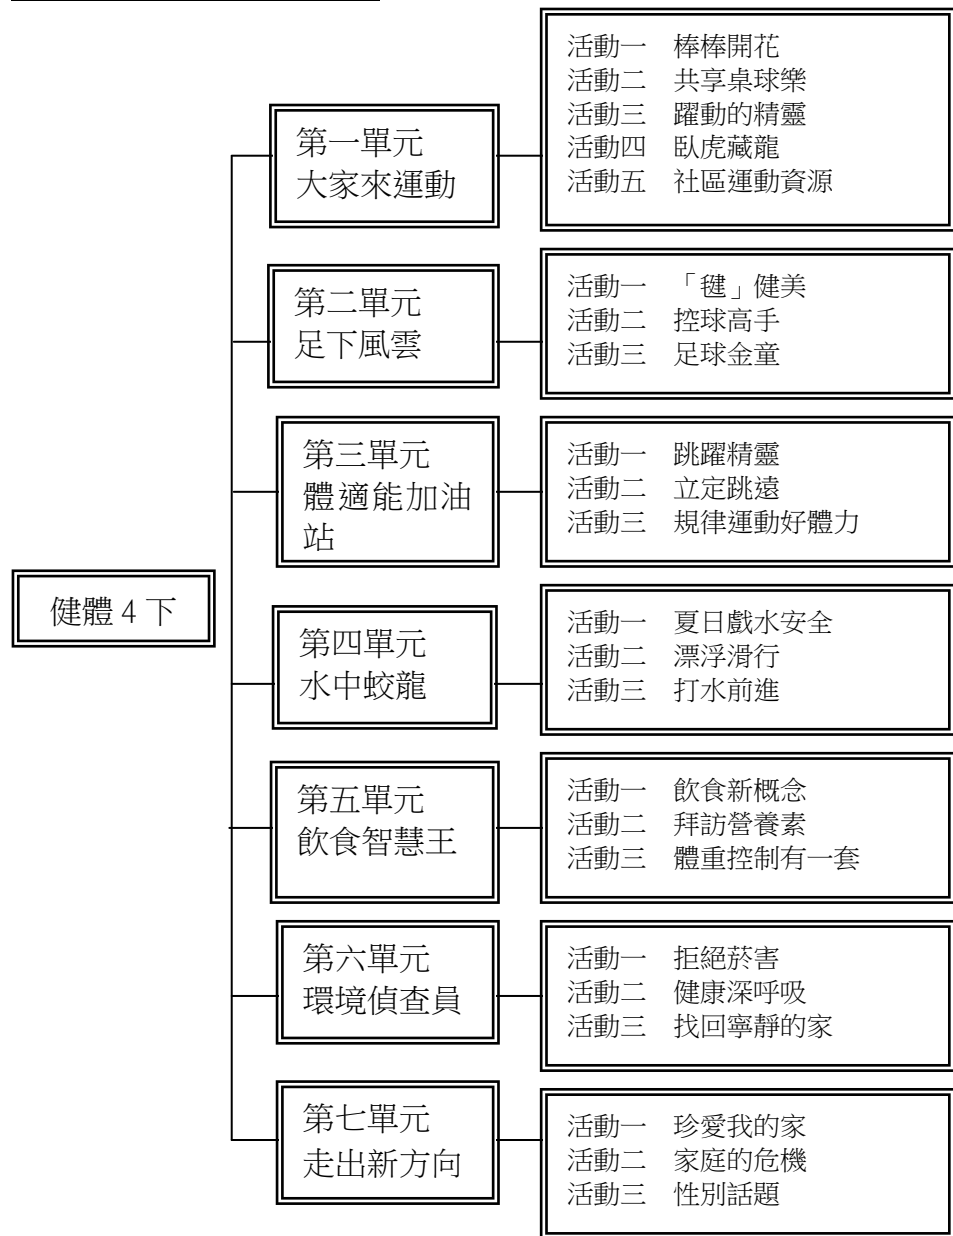 健體 4 下
第一單元
大家來運動
活動一　棒棒開花
活動二　共享桌球樂
活動三　躍動的精靈
活動四　臥虎藏龍
活動五　社區運動資源
第二單元
足下風雲
活動一　「毽」健美
活動二　控球高手
活動三　足球金童
第三單元
體適能加油
站
活動一　跳躍精靈
活動二　立定跳遠
活動三　規律運動好體力
第四單元
水中蛟龍
活動一　夏日戲水安全
活動二　漂浮滑行
活動三　打水前進
第五單元
飲食智慧王
活動一　飲食新概念
活動二　拜訪營養素
活動三　體重控制有一套
第六單元
環境偵查員
活動一　拒絕菸害
活動二　健康深呼吸
活動三　找回寧靜的家
第七單元
走出新方向
活動一　珍愛我的家
活動二　家庭的危機
活動三　性別話題